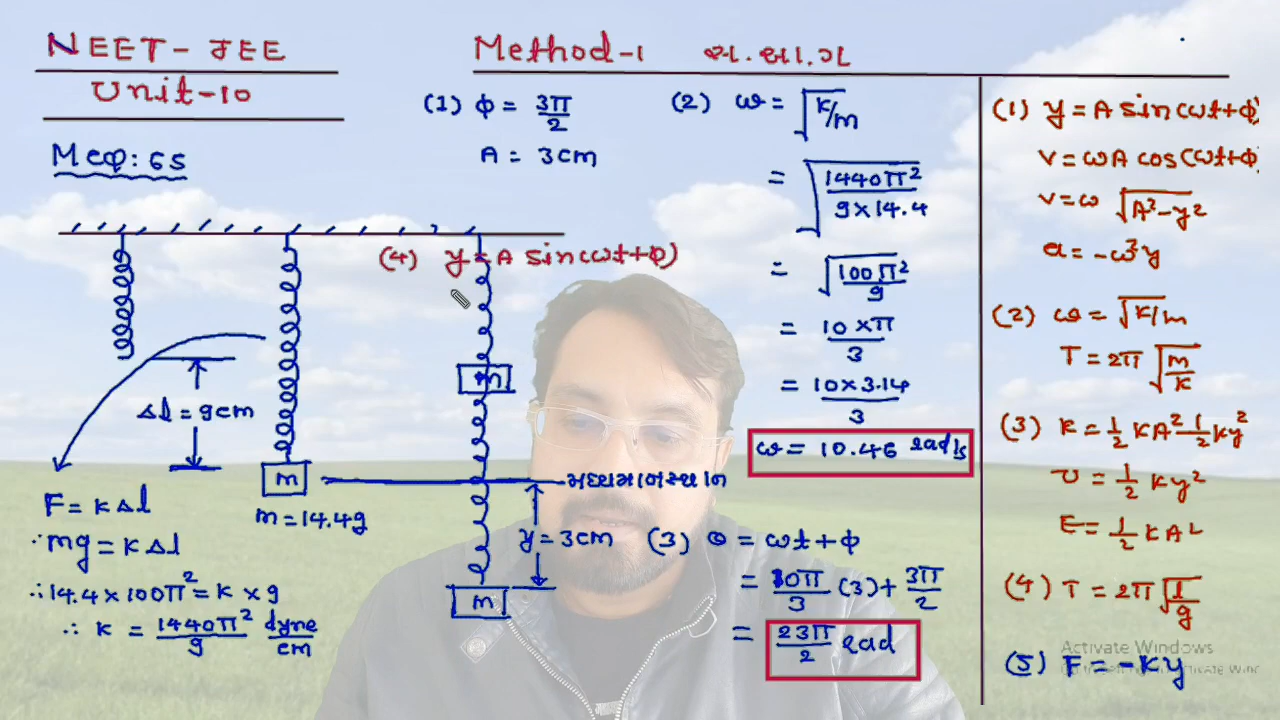 NEET-JEE
Unit-10
Mcq: 65
Method-1 સ.આ.ગ
(1) φ = 3π/2
A = 3cm
(2) ω = √k/m
= √1440π²/9×14.4
= √100π²/9
= 10×π/3
= 10×3.14/3
ω = 10.46 rad/s
(4) y = A sin(ωt+φ)
m
Δl = 9cm
m
m = 14.4g
y = 3cm
m
F = kΔl
∴ mg = kΔl
∴ 14.4×100π² = k×9
∴ k = 1440π²/9 dyne/cm
(3) θ = ωt+φ
= 10π/3 (3) + 3π/2
= 23π/2 rad
(1) y = A sin(ωt+φ)
v = ωA cos(ωt+φ)
v = ω √A²-y²
a = -ω²y
(2) ω = √k/m
T = 2π √m/k
(3) K = 1/2 KA² - 1/2 Ky²
U = 1/2 Ky²
E = 1/2 KA²
(4) T = 2π √l/g
(5) F = -Ky
Activate Windows